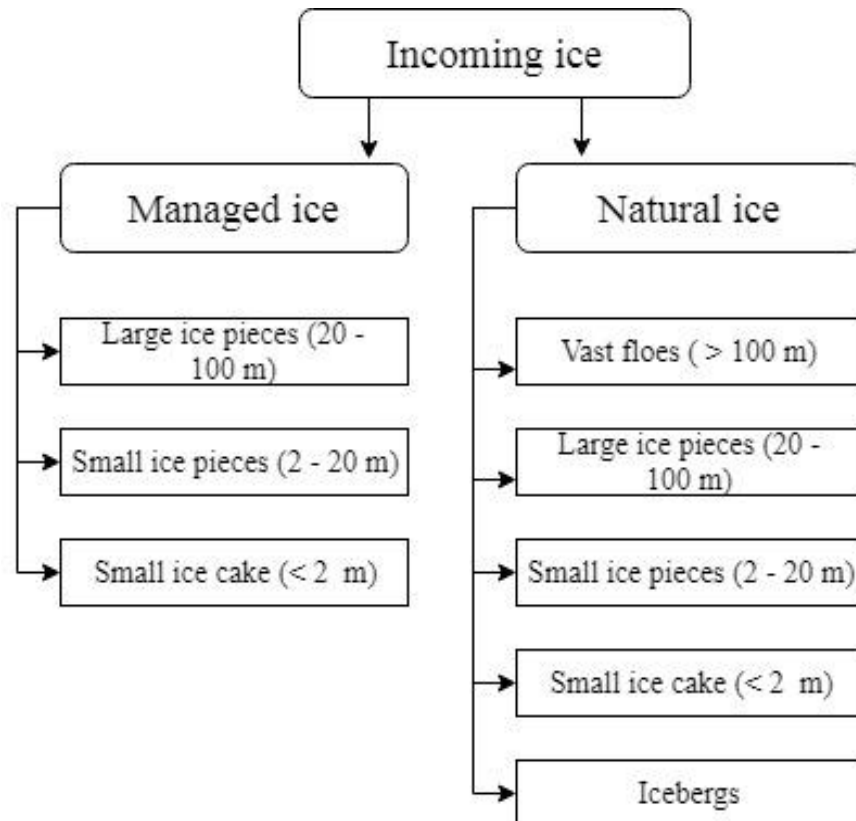 Incoming ice
Managed ice
Natural ice
Large ice pieces (20 -
100 m)
Small ice pieces (2 - 20 m)
Small ice cake (< 2  m)
Vast floes ( > 100 m)
Large ice pieces (20 -
100 m)
Small ice pieces (2 - 20 m)
Small ice cake (< 2  m)
Icebergs